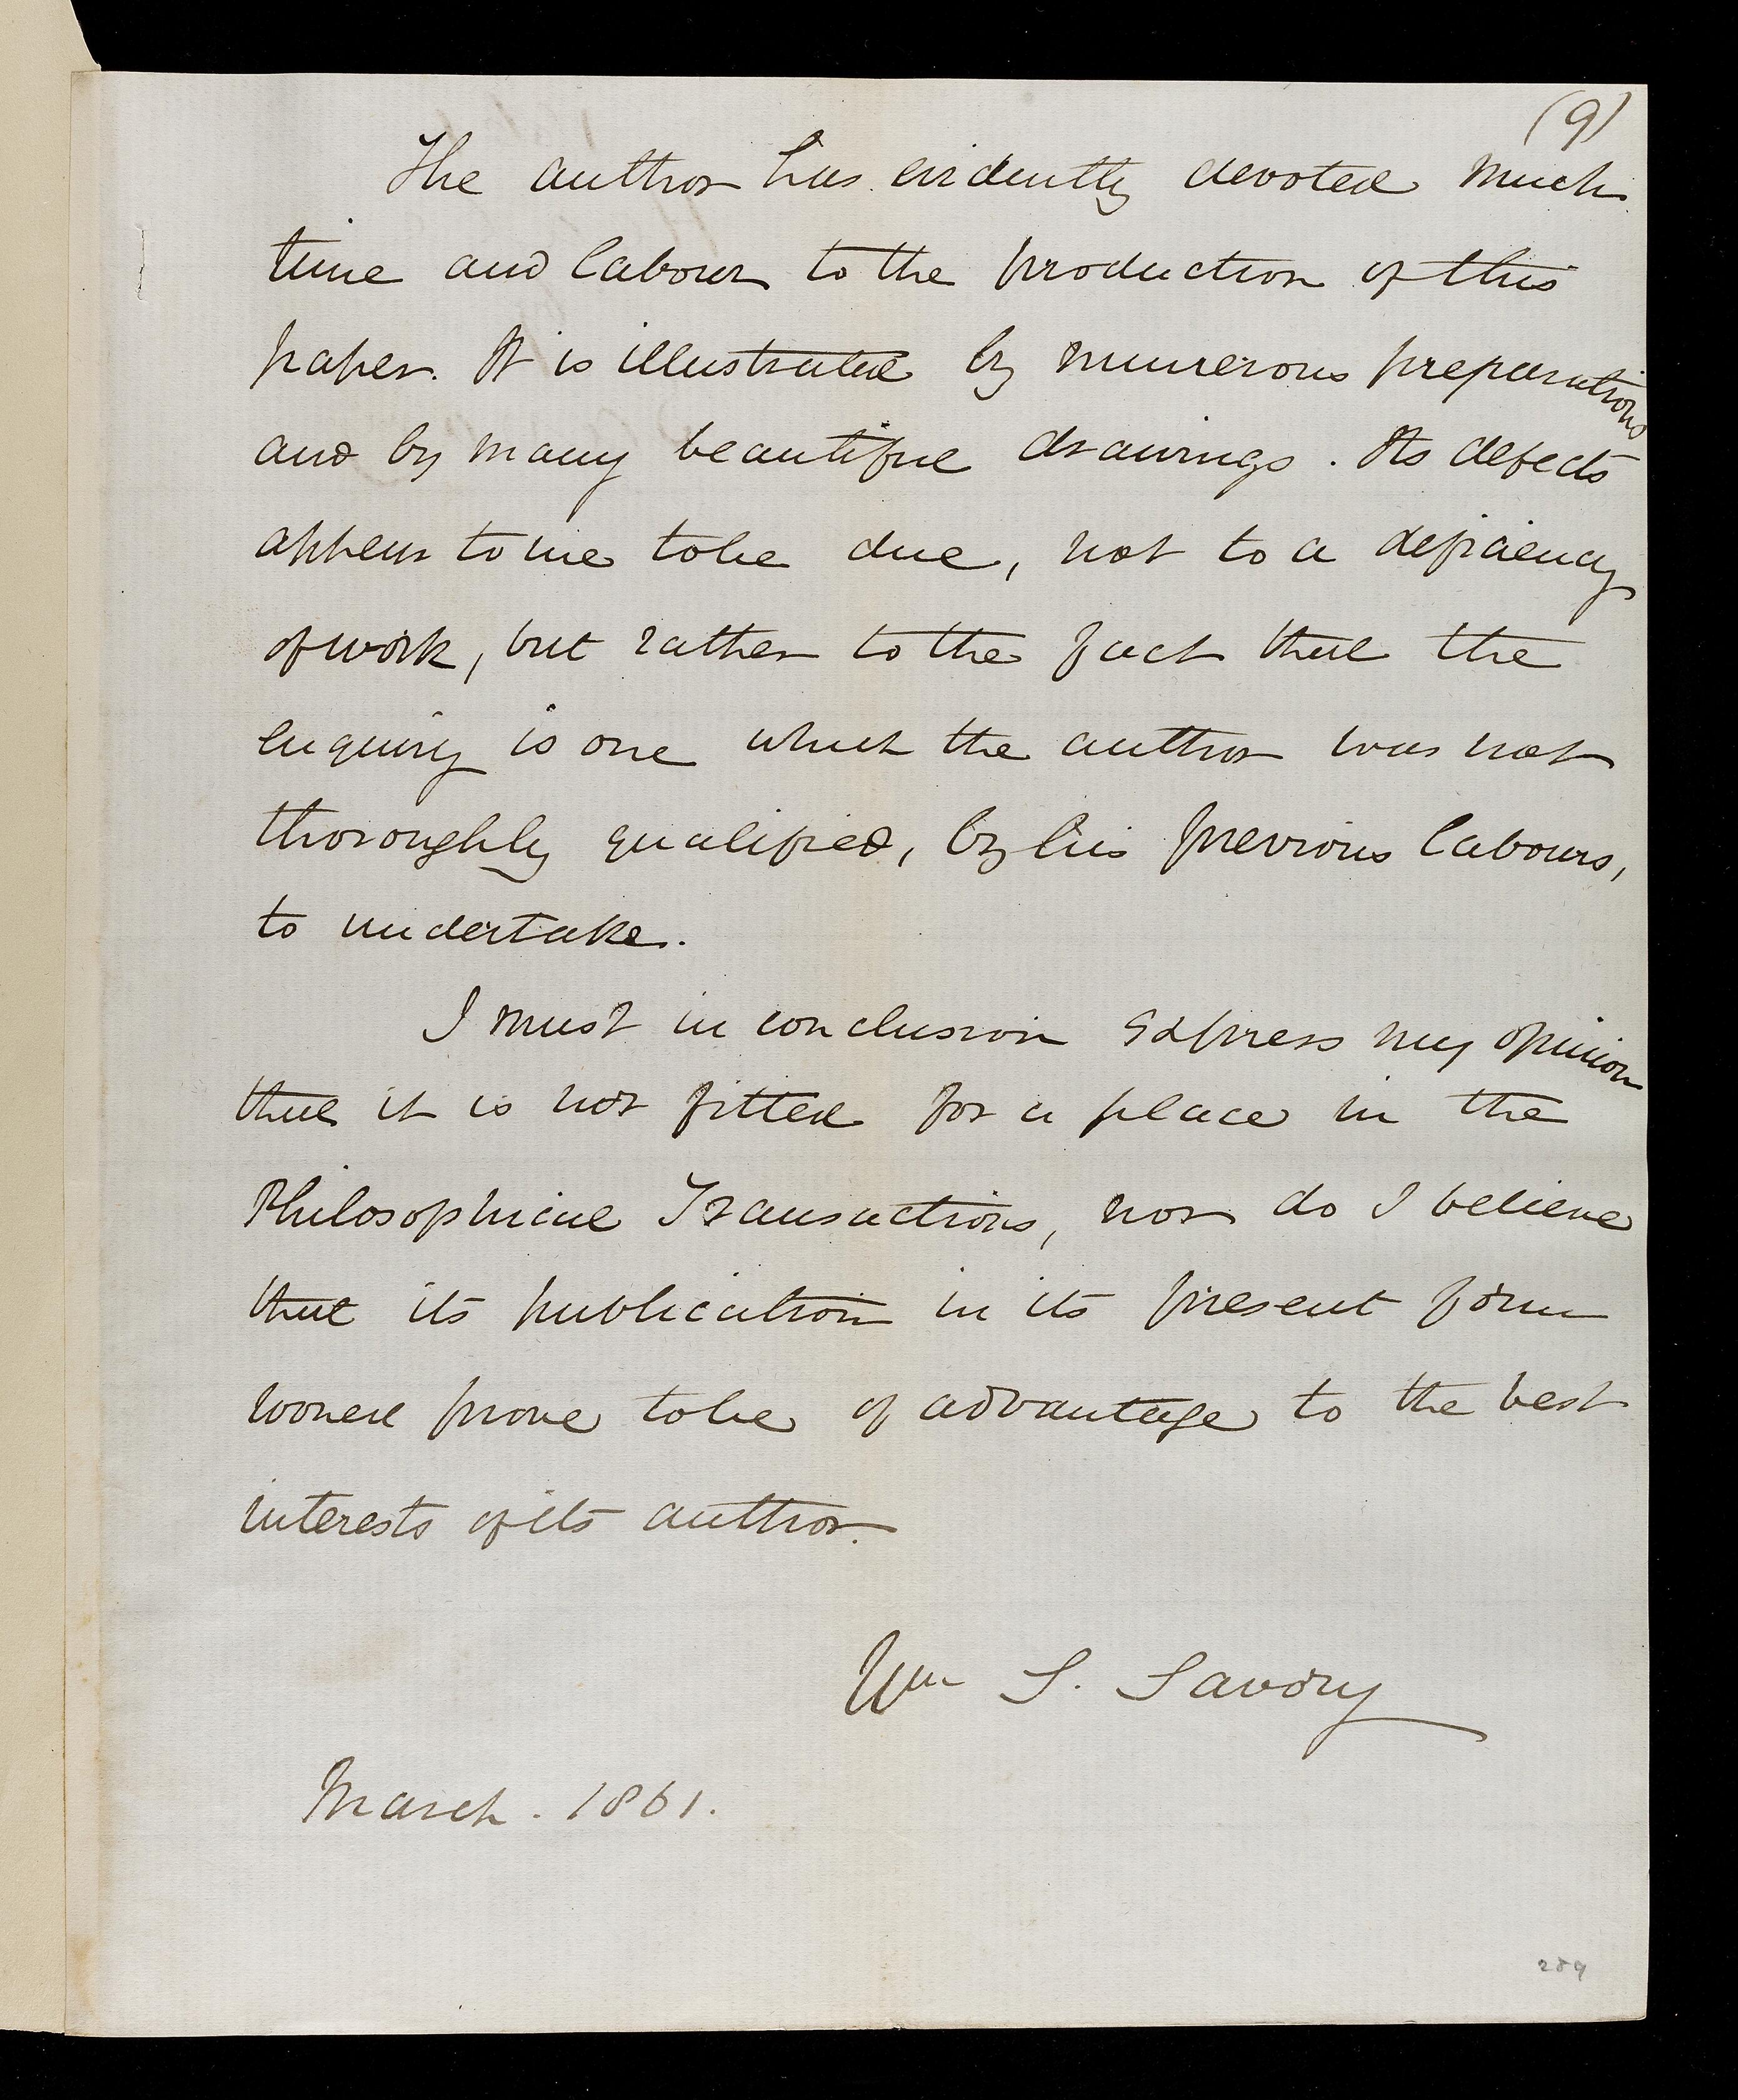 (9)
The author has evidently devoted much
time and labour to the production of this
paper. It is illustrated by numerous preparations
and by many beautiful drawings. Its defects
appear to me to be due, not to a deficiency
of work, but rather to the fact that the
enquiry is one which the author was not
thoroughly qualified, by his previous labours,
to undertake.
I must in conclusion express my opinion
that it is not fitted for a place in the
Philosophical Transactions, nor do I believe
that its publication in its present form
would prove to be of advantage to the best
interests of its author.
Wm S. Savory
March. 1861.
289